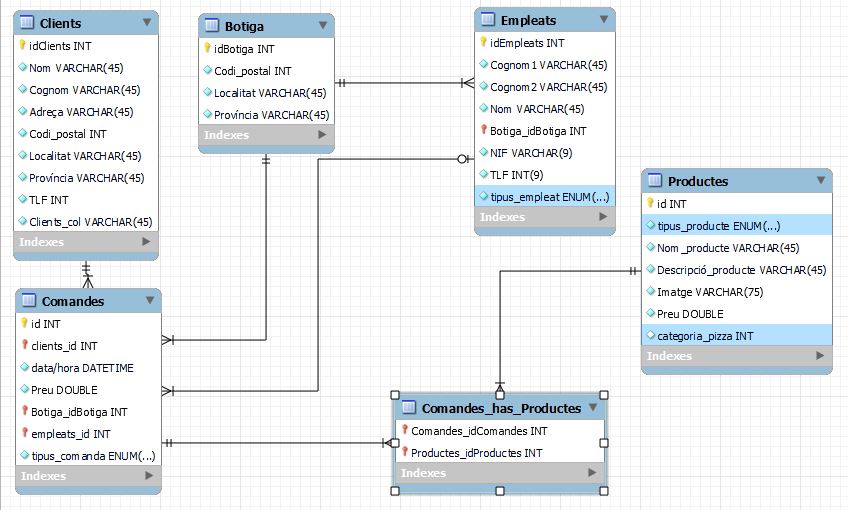 Clients
idClients INT
Nom VARCHAR(45)
Cognom VARCHAR(45)
Adreça VARCHAR(45)
Codi_postal INT
Localitat VARCHAR(45)
Província VARCHAR(45)
TLF INT
Clients_col VARCHAR(45)
Indexes
Botiga
idBotiga INT
Codi_postal INT
Localitat VARCHAR(45)
Província VARCHAR(45)
Indexes
Empleats
idEmpleats INT
Cognom1 VARCHAR(45)
Cognom2 VARCHAR(45)
Nom VARCHAR(45)
Botiga_idBotiga INT
NIF VARCHAR(9)
TLF INT(9)
tipus_empleat ENUM(...)
Indexes
Productes
id INT
tipus_producte ENUM(...)
Nom _producte VARCHAR(45)
Descripció_producte VARCHAR(45)
Imatge VARCHAR(75)
Preu DOUBLE
categoria_pizza INT
Indexes
Comandes
id INT
clients_id INT
data/hora DATETIME
Preu DOUBLE
Botiga_idBotiga INT
empleats_id INT
tipus_comanda ENUM(...)
Indexes
Comandes_has_Productes
Comandes_idComandes INT
Productes_idProductes INT
Indexes